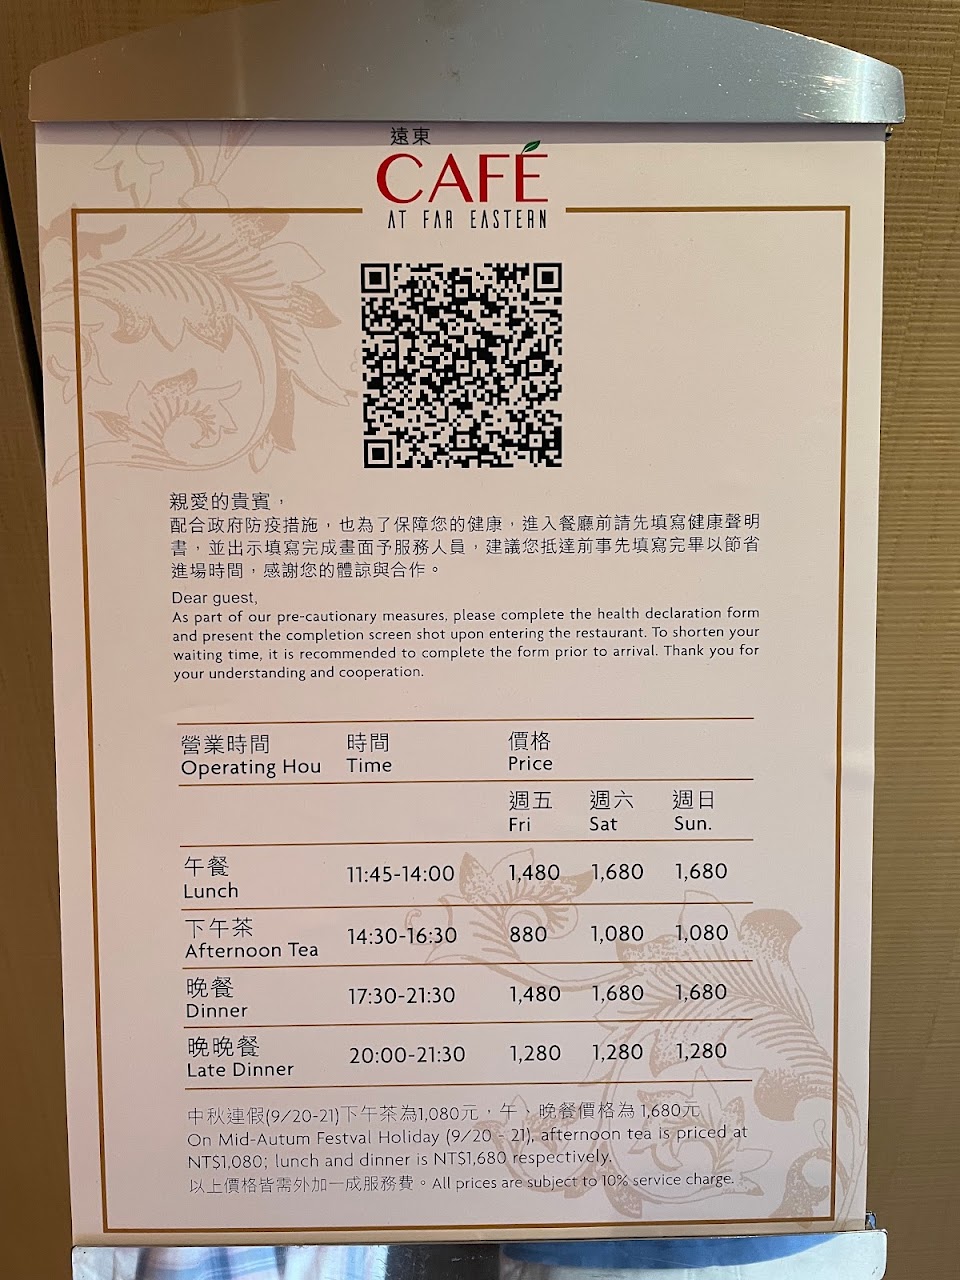 遠東
CAFÉ
AT FAR EASTERN
親愛的貴賓，
配合政府防疫措施，也為了保障您的健康，進入餐廳前請先填寫健康聲明
書，並出示填寫完成畫面予服務人員，建議您抵達前事先填寫完畢以節省
進場時間，感謝您的體諒與合作。
Dear guest,
As part of our pre-cautionary measures, please complete the health declaration form
and present the completion screen shot upon entering the restaurant. To shorten your
waiting time, it is recommended to complete the form prior to arrival. Thank you for
your understanding and cooperation.
營業時間 時間 價格
Operating Hou Time Price
週五 週六 週日
Fri Sat Sun.
午餐
Lunch 11:45-14:00 1,480 1,680 1,680
下午茶
Afternoon Tea 14:30-16:30 880 1,080 1,080
晚餐
Dinner 17:30-21:30 1,480 1,680 1,680
晚晚餐
Late Dinner 20:00-21:30 1,280 1,280 1,280
中秋連假(9/20-21)下午茶為1,080元，午、晚餐價格為 1,680元
On Mid-Autum Festval Holiday (9/20 - 21), afternoon tea is priced at
NT$1,080; lunch and dinner is NT$1,680 respectively.
以上價格皆需外加一成服務費。All prices are subject to 10% service charge.